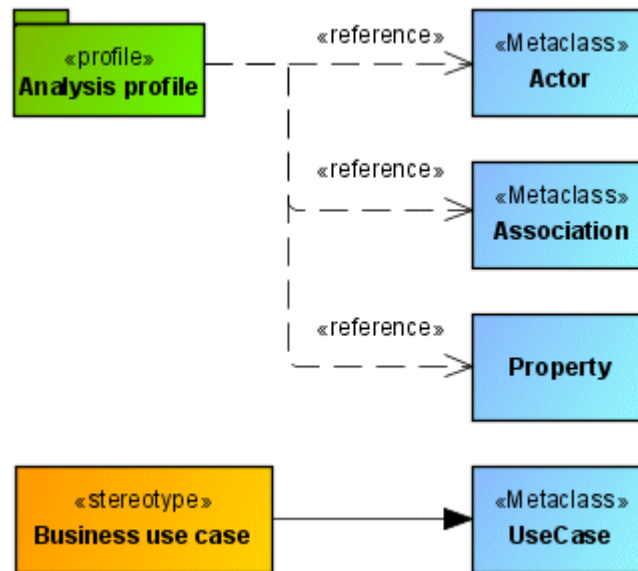 «profile»
Analysis profile
«reference»
«Metaclass»
Actor
«reference»
«Metaclass»
Association
«reference»
Property
«stereotype»
Business use case
«Metaclass»
UseCase